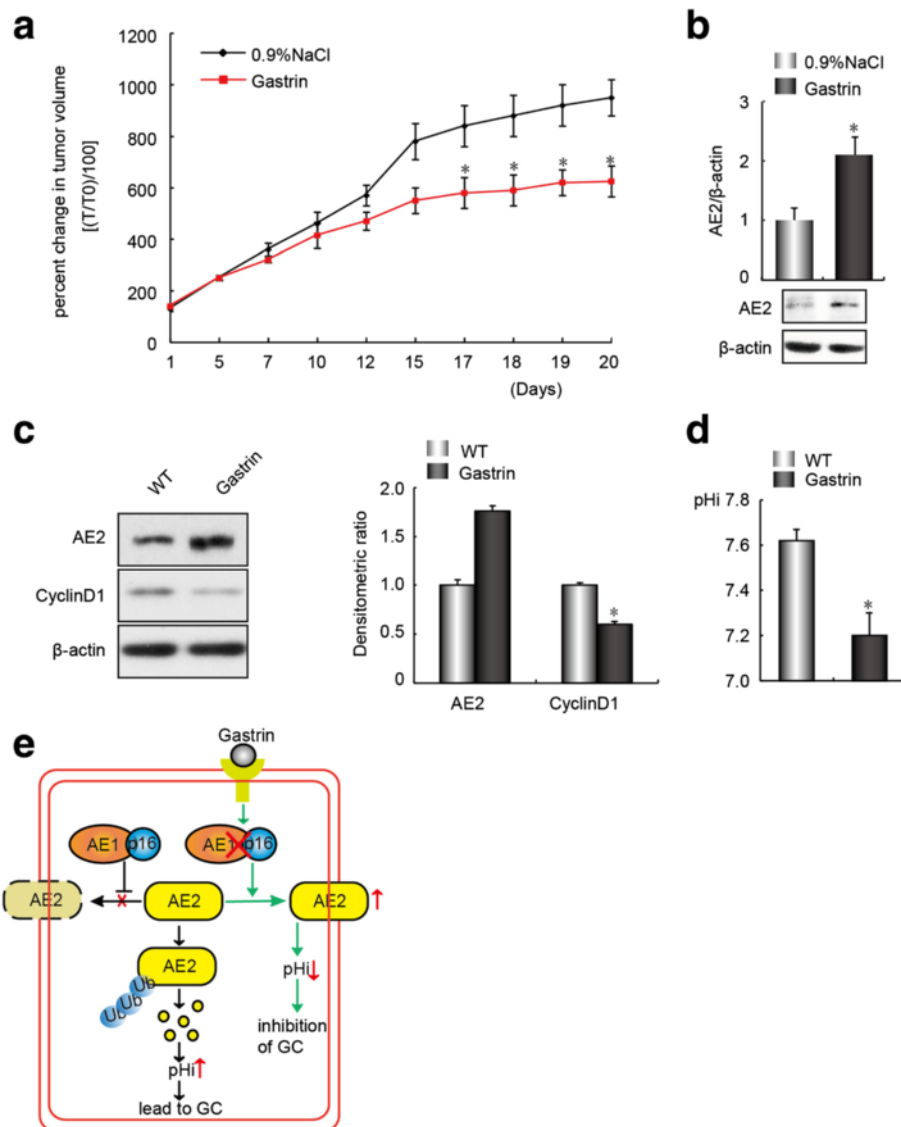 a
1200
1000
800
600
400
200
0
percent change in tumor volume
[(T/T0)/100]
0.9%NaCl
Gastrin
* * * *
1 5 7 10 12 15 17 18 19 20
(Days)
b
0.9%NaCl
Gastrin
3
2
1
0
AE2/β-actin
*
AE2
β-actin
c
WT Gastrin
AE2
CyclinD1
β-actin
WT
Gastrin
2.0
1.5
1.0
0.5
0
Densitometric ratio
*
AE2 CyclinD1
d
WT
Gastrin
pHi 7.8
7.6
7.4
7.2
7.0
*
e
Gastrin
AE1 p16 AE1 p16
AE2 AE2 AE2
AE2
Ub Ub Ub
pHi
inhibition
of GC
pHi
lead to GC